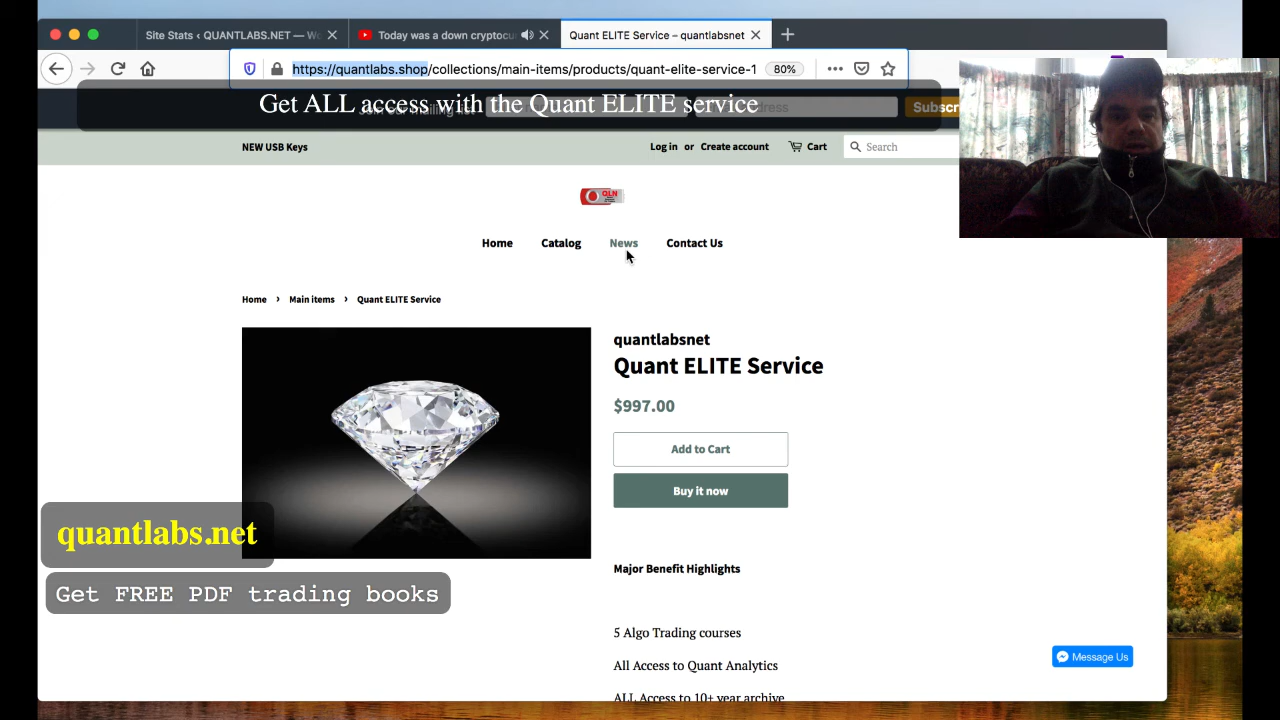 Site Stats ‹ QUANTLABS.NET — Wo
Today was a down cryptocu
Quant ELITE Service – quantlabsnet
https://quantlabs.shop/collections/main-items/products/quant-elite-service-1
80%
Get ALL access with the Quant ELITE service
Subscr
NEW USB Keys
Log in or Create account
Cart
Search
QLN
Home
Catalog
News
Contact Us
Home › Main items › Quant ELITE Service
quantlabsnet
Quant ELITE Service
$997.00
Add to Cart
Buy it now
quantlabs.net
Get FREE PDF trading books
Major Benefit Highlights
5 Algo Trading courses
All Access to Quant Analytics
ALL Access to 10+ year archive
Message Us